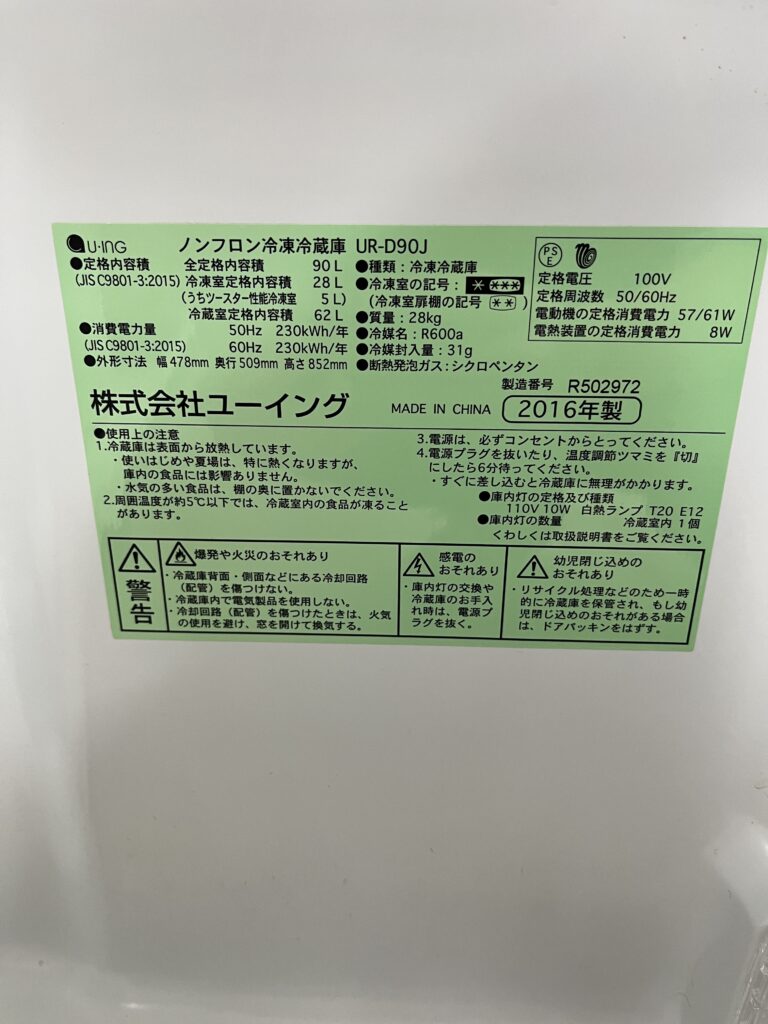 U-ING ノンフロン冷凍冷蔵庫 UR-D90J
●定格内容積 全定格内容積 90L
(JIS C9801-3:2015) 冷凍室定格内容積 28L
(うちツースター性能冷凍室 5L)
冷蔵室定格内容積 62L
●消費電力量 50Hz 230kWh/年
(JIS C9801-3:2015) 60Hz 230kWh/年
●外形寸法 幅478mm 奥行509mm 高さ852mm
●種類：冷凍冷蔵庫
●冷凍室の記号：* ***
(冷凍室扉棚の記号 ** )
●質量：28kg
●冷媒名：R600a
●冷媒封入量：31g
●断熱発泡ガス：シクロペンタン
PSE
定格電圧 100V
定格周波数 50/60Hz
電動機の定格消費電力 57/61W
電熱装置の定格消費電力 8W
製造番号 R502972
株式会社ユーイング MADE IN CHINA 2016年製
●使用上の注意
1.冷蔵庫は表面から放熱しています。
・使いはじめや夏場は、特に熱くなりますが、
庫内の食品には影響ありません。
・水気の多い食品は、棚の奥に置かないでください。
2.周囲温度が約5℃以下では、冷蔵室内の食品が凍ること
があります。
3.電源は、必ずコンセントからとってください。
4.電源プラグを抜いたり、温度調節ツマミを『切』
にしたら6分待ってください。
・すぐに差し込むと冷蔵庫に無理がかかります。
●庫内灯の定格及び種類
110V 10W 白熱ランプ T20 E12
●庫内灯の数量 冷蔵室内 1個
くわしくは取扱説明書をご覧ください。
警告
爆発や火災のおそれあり
・冷蔵庫背面・側面などにある冷却回路
(配管)を傷つけない。
・冷蔵庫内で電気製品を使用しない。
・冷却回路(配管)を傷つけたときは、火気
の使用を避け、窓を開けて換気する。
感電の
おそれあり
・庫内灯の交換や
冷蔵庫のお手入
れ時は、電源プ
ラグを抜く。
幼児閉じ込めの
おそれあり
・リサイクル処理などのため一時
的に冷蔵庫を保管され、もし幼
児閉じ込めのおそれがある場合
は、ドアパッキンをはずす。